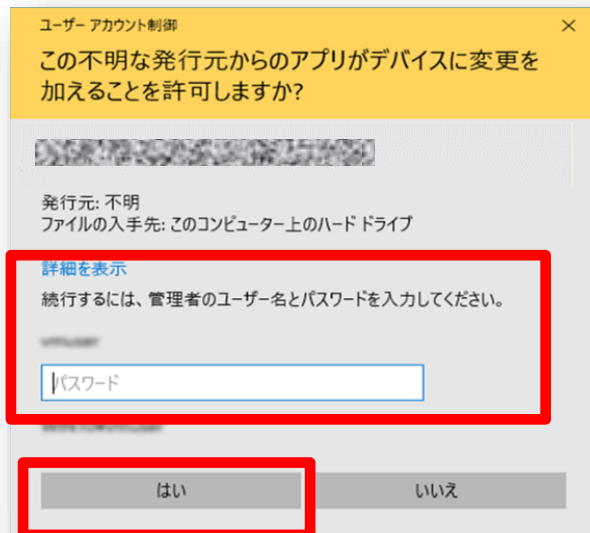 ユーザー アカウント制御
この不明な発行元からのアプリがデバイスに変更を
加えることを許可しますか?
発行元: 不明
ファイルの入手先: このコンピューター上のハード ドライブ
詳細を表示
続行するには、管理者のユーザー名とパスワードを入力してください。
vmuser
パスワード
はい
いいえ